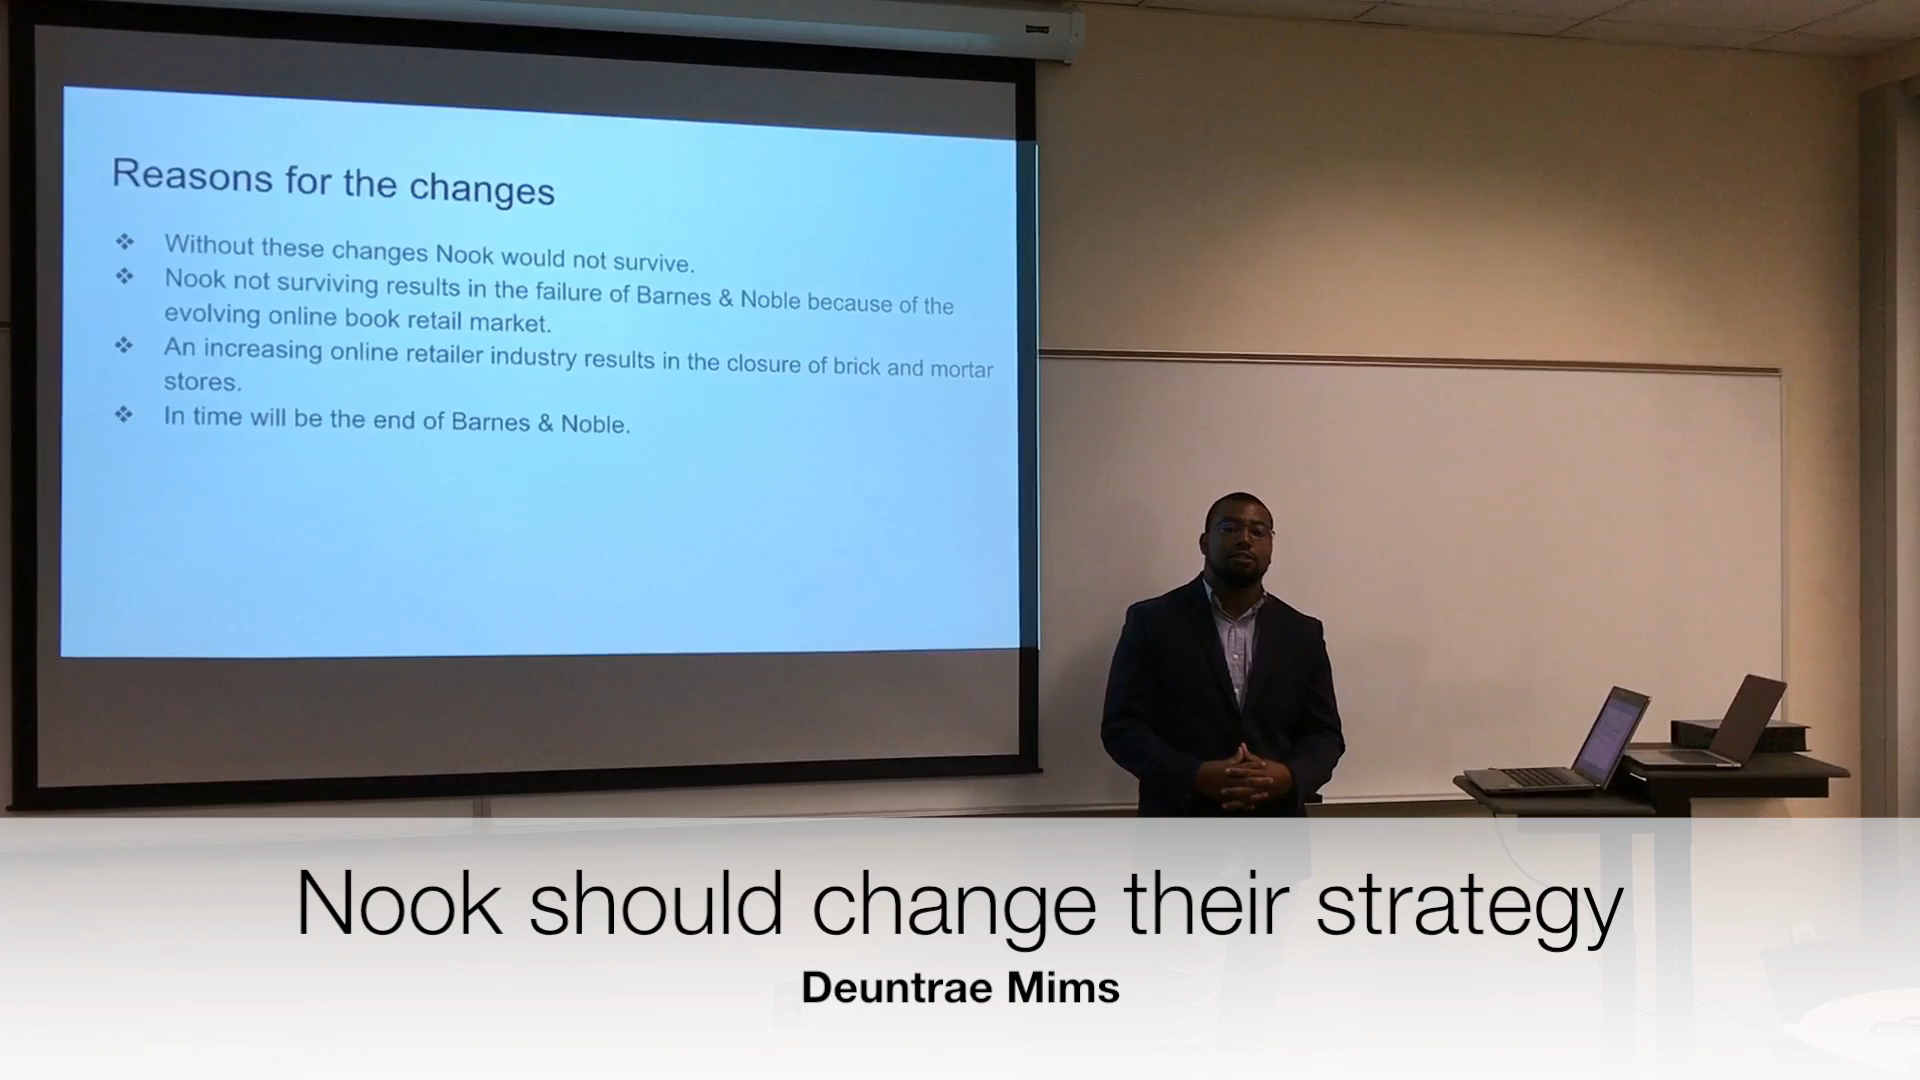 Reasons for the changes
❖ Without these changes Nook would not survive.
❖ Nook not surviving results in the failure of Barnes & Noble because of the
evolving online book retail market.
❖ An increasing online retailer industry results in the closure of brick and mortar
stores.
❖ In time will be the end of Barnes & Noble.
Nook should change their strategy
Deuntrae Mims